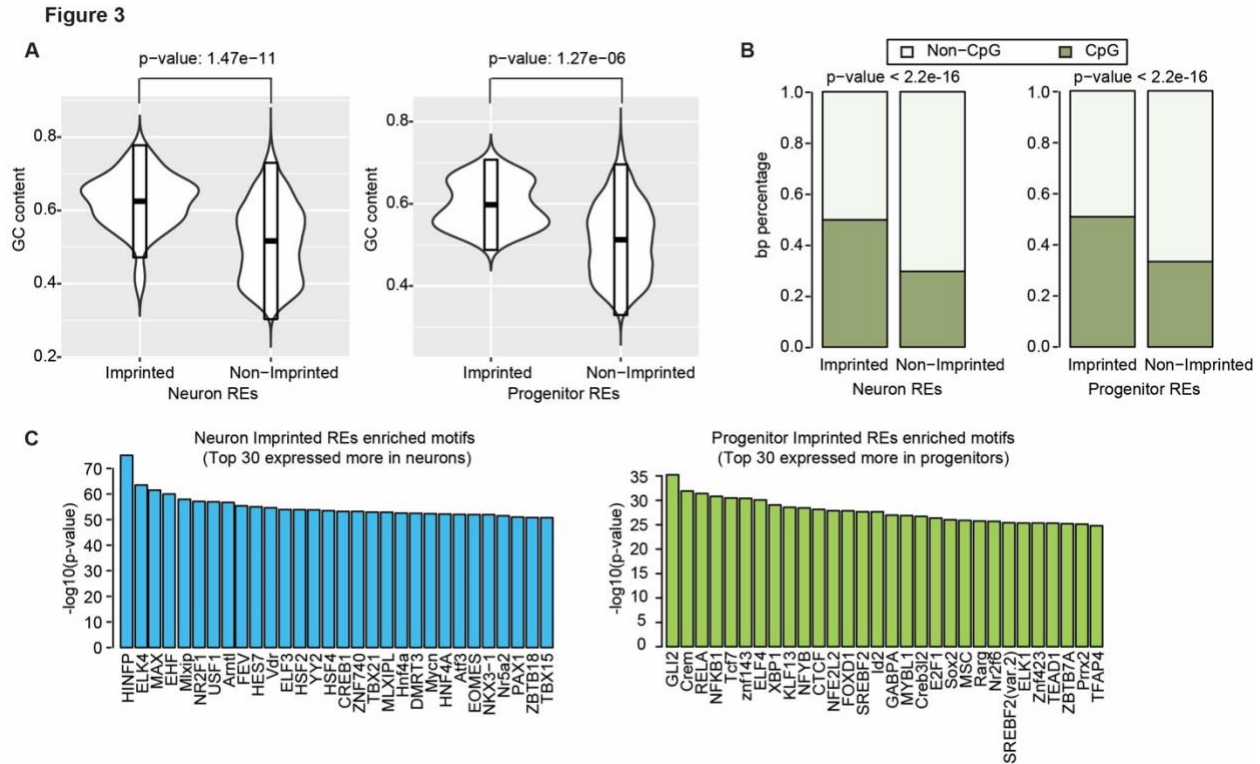 Figure 3
A
p-value: 1.47e-11
p-value: 1.27e-06
GC content
0.8
0.6
0.4
0.2
Imprinted
Non-Imprinted
Neuron REs
GC content
0.8
0.6
0.4
Imprinted
Non-Imprinted
Progenitor REs
B
Non-CpG
CpG
p-value < 2.2e-16
p-value < 2.2e-16
bp percentage
1.0
0.8
0.6
0.4
0.2
0.0
Imprinted
Non-Imprinted
Neuron REs
1.0
0.8
0.6
0.4
0.2
0.0
Imprinted
Non-Imprinted
Progenitor REs
C
Neuron Imprinted REs enriched motifs
(Top 30 expressed more in neurons)
-log10(p-value)
70
60
50
40
30
20
10
0
HINFP
ELK4
MAX
EHF
Mlxip
NR2F1
USF1
Arntl
FEV
HES7
Vdr
ELF3
HSF2
YY2
HSF4
CREB1
ZNF740
TBX21
MLXIPL
Hnf4a
DMRT3
Mycn
HNF4A
Atf3
EOMES
NKX3-1
Nr5a2
PAX1
ZBTB18
TBX15
Progenitor Imprinted REs enriched motifs
(Top 30 expressed more in progenitors)
-log10(p-value)
35
30
25
20
15
10
5
0
GLI2
Crem
RELA
NFKB1
Tcf7
znf143
ELF4
XBP1
KLF13
NFYB
CTCF
NFE2L2
FOXD1
SREBF2
Id2
GABPA
MYBL1
Creb3l2
E2F1
Sox2
MSC
Rarg
Nr2f6
SREBF2(var.2)
ELK1
Znf423
TEAD1
ZBTB7A
Prrx2
TFAP4